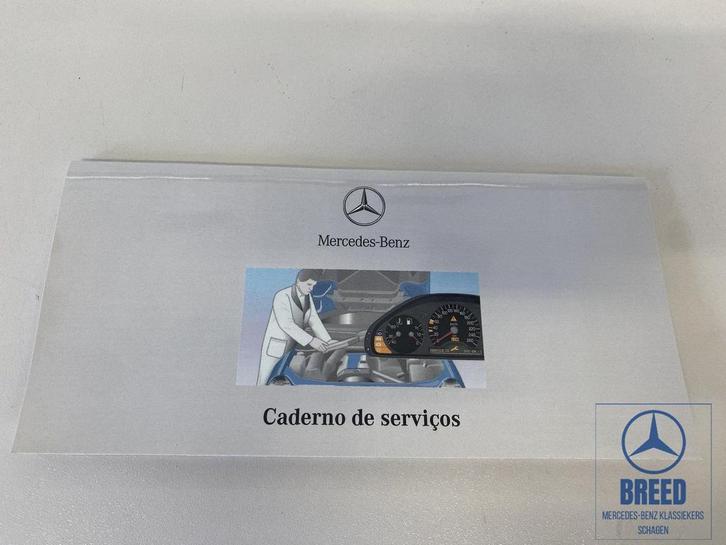 Mercedes-Benz
Caderno de serviços
BREED
MERCEDES-BENZ KLASSIEKERS
SCHAGEN